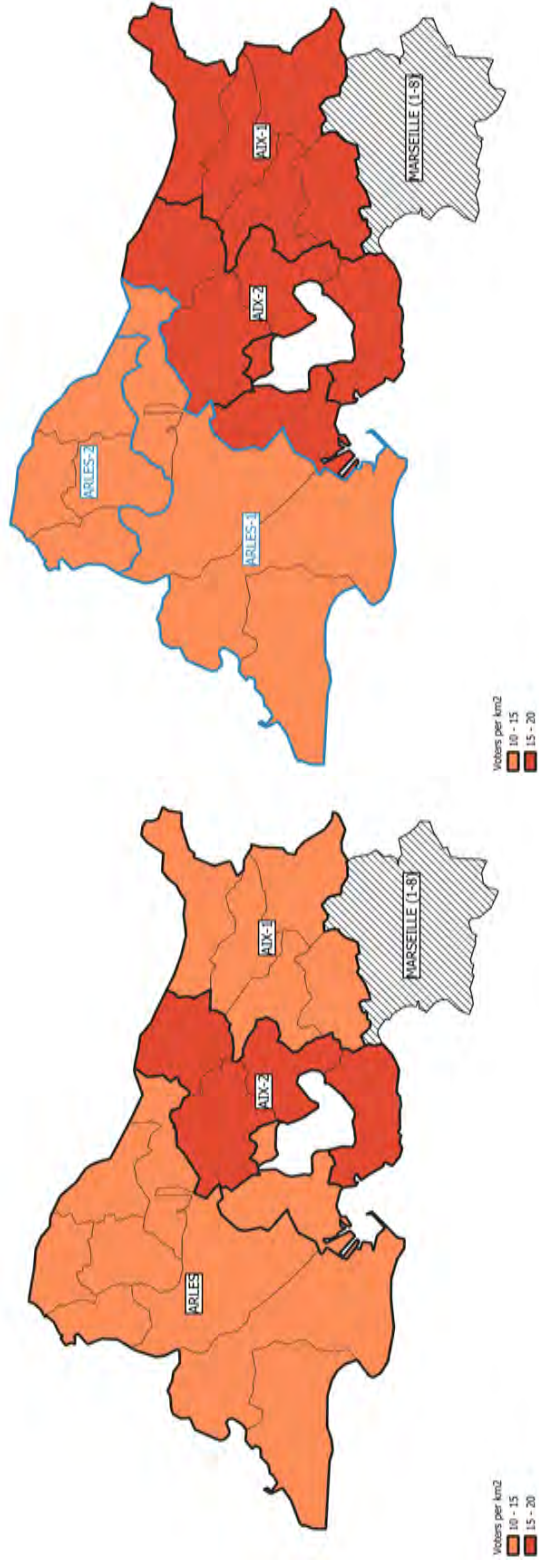 ARLES
AIX-2
AIX-1
MARSEILLE (1-8)
Voters per km2
10 - 15
15 - 20
ARLES-2
ARLES-1
AIX-2
AIX-1
MARSEILLE (1-8)
Voters per km2
10 - 15
15 - 20